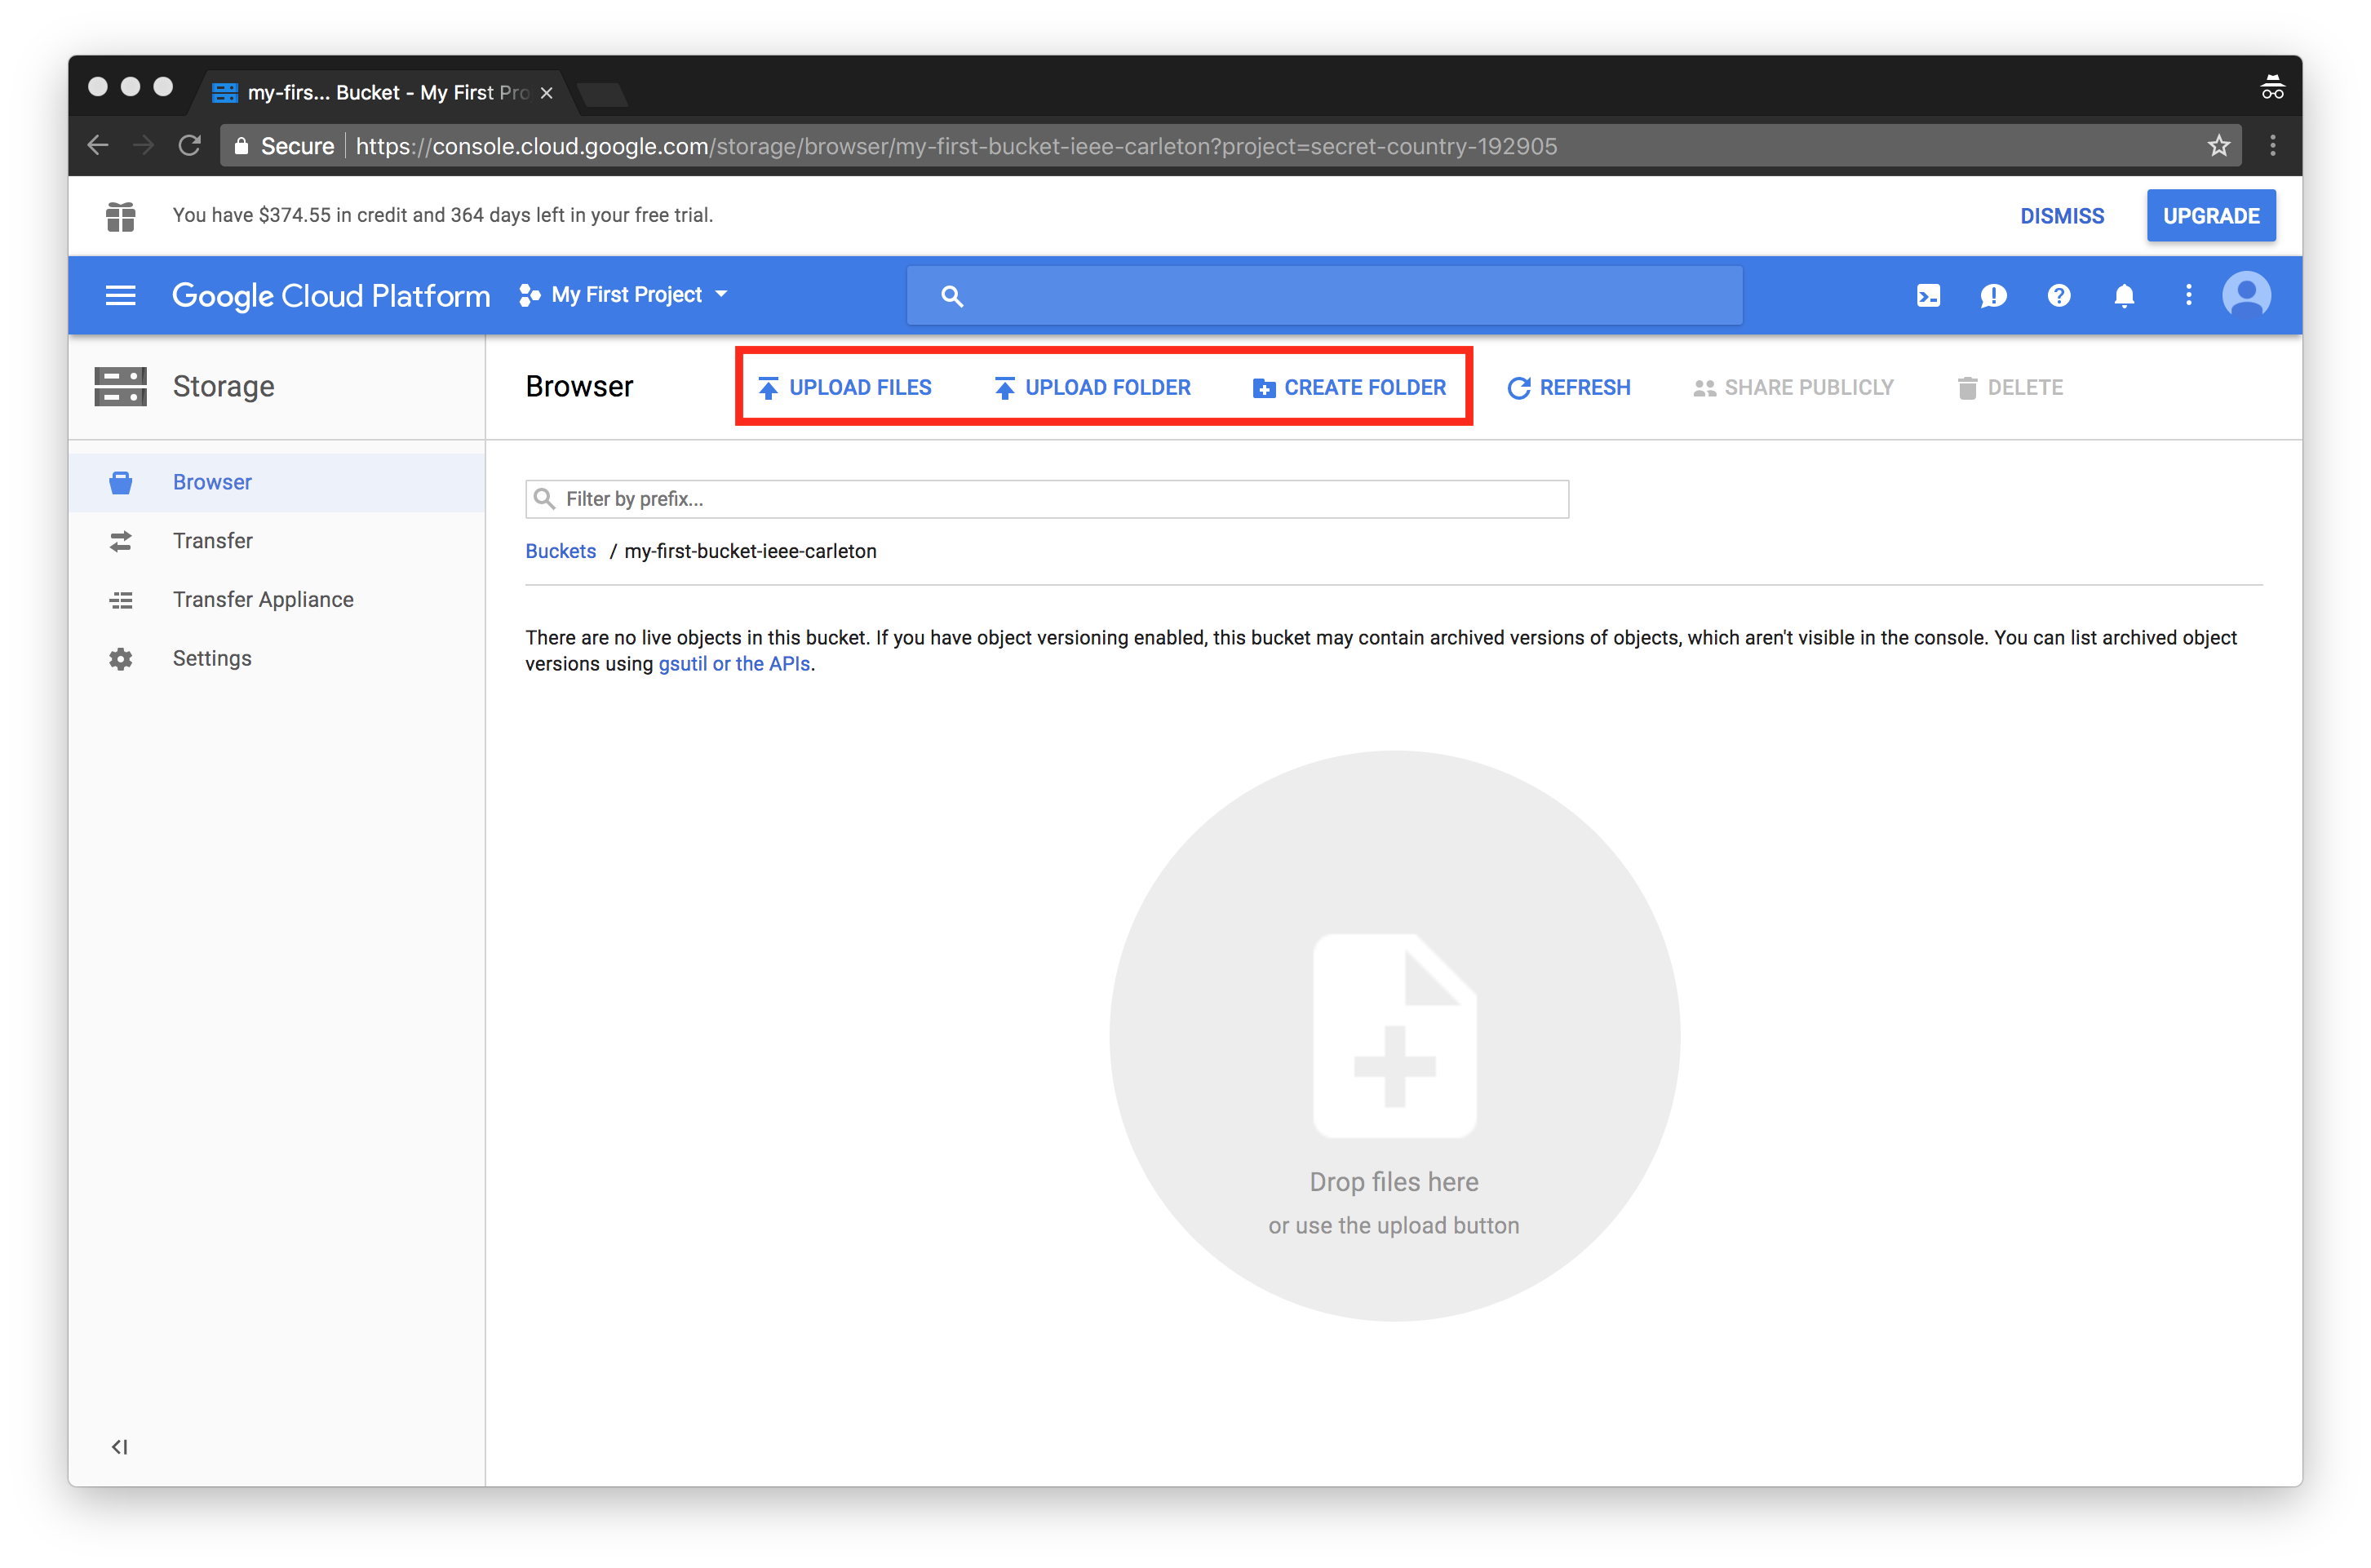 my-firs... Bucket - My First Pro
Secure https://console.cloud.google.com/storage/browser/my-first-bucket-ieee-carleton?project=secret-country-192905
You have $374.55 in credit and 364 days left in your free trial.
DISMISS
UPGRADE
Google Cloud Platform
My First Project
Storage
Browser
UPLOAD FILES
UPLOAD FOLDER
CREATE FOLDER
REFRESH
SHARE PUBLICLY
DELETE
Browser
Transfer
Transfer Appliance
Settings
Filter by prefix...
Buckets / my-first-bucket-ieee-carleton
There are no live objects in this bucket. If you have object versioning enabled, this bucket may contain archived versions of objects, which aren't visible in the console. You can list archived object
versions using gsutil or the APIs.
Drop files here
or use the upload button